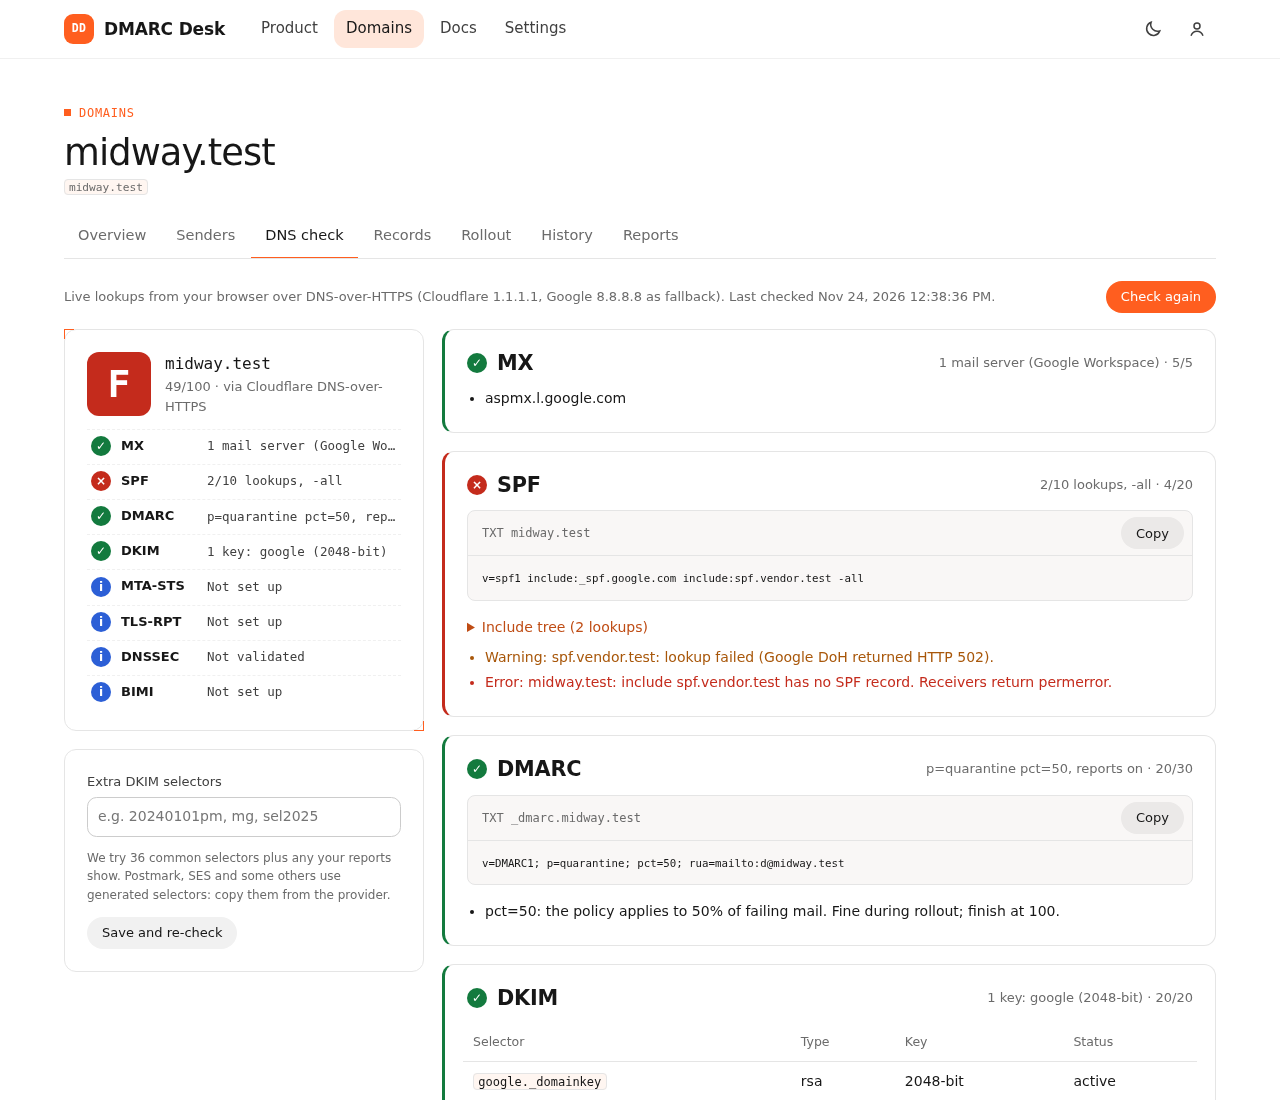 DD DMARC Desk Product Domains Docs Settings
DOMAINS
midway.test
midway.test
Overview Senders DNS check Records Rollout History Reports
Live lookups from your browser over DNS-over-HTTPS (Cloudflare 1.1.1.1, Google 8.8.8.8 as fallback). Last checked Nov 24, 2026 12:38:36 PM.
Check again
F
midway.test
49/100 · via Cloudflare DNS-over-
HTTPS
✓ MX 1 mail server (Google Wo…
× SPF 2/10 lookups, -all
✓ DMARC p=quarantine pct=50, rep…
✓ DKIM 1 key: google (2048-bit)
i MTA-STS Not set up
i TLS-RPT Not set up
i DNSSEC Not validated
i BIMI Not set up
Extra DKIM selectors
e.g. 20240101pm, mg, sel2025
We try 36 common selectors plus any your reports
show. Postmark, SES and some others use
generated selectors: copy them from the provider.
Save and re-check
✓ MX 1 mail server (Google Workspace) · 5/5
• aspmx.l.google.com
× SPF 2/10 lookups, -all · 4/20
TXT midway.test Copy
v=spf1 include:_spf.google.com include:spf.vendor.test -all
▶ Include tree (2 lookups)
• Warning: spf.vendor.test: lookup failed (Google DoH returned HTTP 502).
• Error: midway.test: include spf.vendor.test has no SPF record. Receivers return permerror.
✓ DMARC p=quarantine pct=50, reports on · 20/30
TXT _dmarc.midway.test Copy
v=DMARC1; p=quarantine; pct=50; rua=mailto:d@midway.test
• pct=50: the policy applies to 50% of failing mail. Fine during rollout; finish at 100.
✓ DKIM 1 key: google (2048-bit) · 20/20
Selector Type Key Status
google._domainkey rsa 2048-bit active